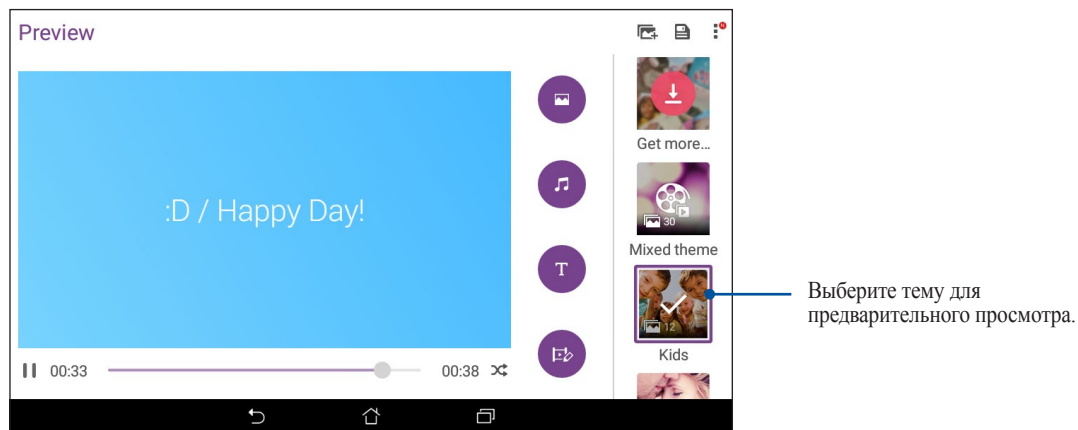 Preview
N
Get more...
:D / Happy Day!
30
Mixed theme
T
12
Kids
00:33
00:38
Выберите тему для
предварительного просмотра.